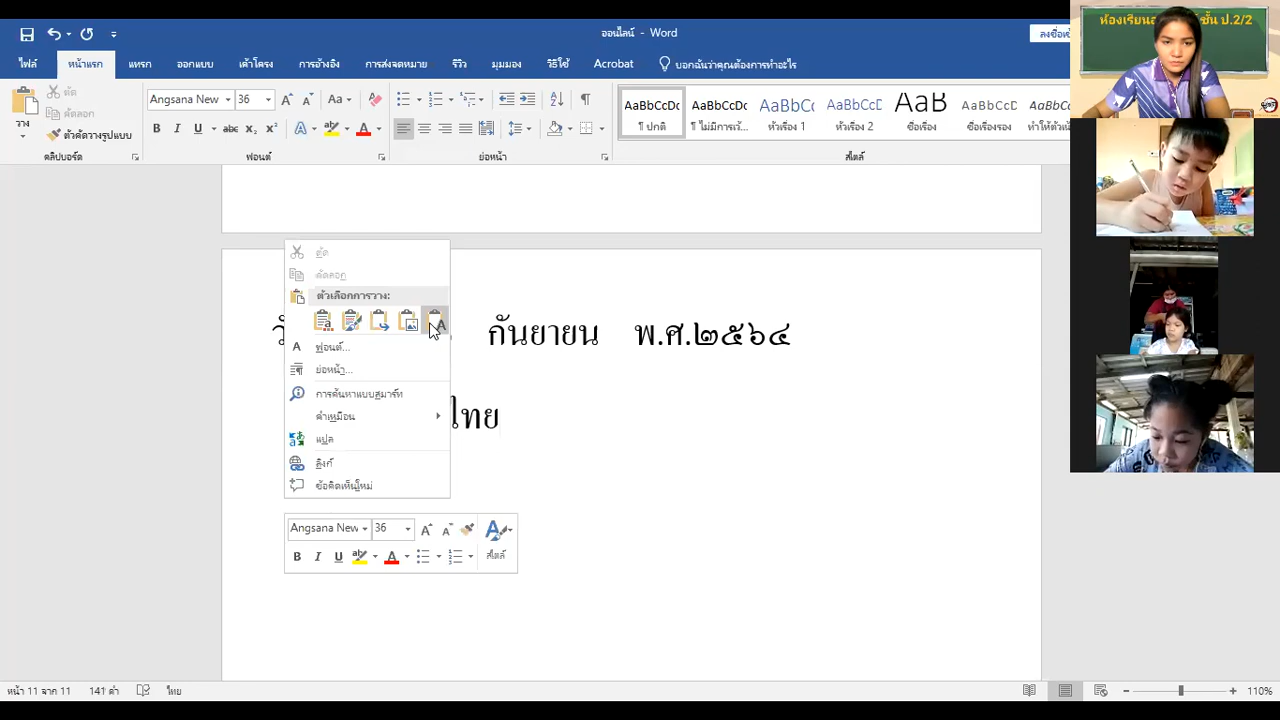 ออนไลน์ - Word
ลงชื่อเข้
ไฟล์ หน้าแรก แทรก ออกแบบ เค้าโครง การอ้างอิง การส่งจดหมาย รีวิว มุมมอง วิธีใช้ Acrobat บอกฉันว่าคุณต้องการทำอะไร
วาง
ตัด
คัดลอก
ตัวคัดวางรูปแบบ
คลิปบอร์ด
Angsana New 36
ฟอนต์
ย่อหน้า
AaBbCcDc AaBbCcDc AaBbCc AaBbCcD AaB AaBbCcD AaBbCcD
¶ ปกติ ¶ ไม่มีการเว้... หัวเรื่อง 1 หัวเรื่อง 2 ชื่อเรื่อง ชื่อเรื่องรอง ทำให้ตัวเ
สไตล์
ห้องเรียน ชั้น ป.2/2
กันยายน พ.ศ.๒๕๖๔
ไทย
ตัด
คัดลอก
ตัวเลือกการวาง:
ฟอนต์...
ย่อหน้า...
การค้นหาแบบสมาร์ท
คำเหมือน
แปล
ลิงก์
ข้อคิดเห็นใหม่
Angsana New 36
สไตล์
หน้า 11 จาก 11 141 คำ ไทย
110%